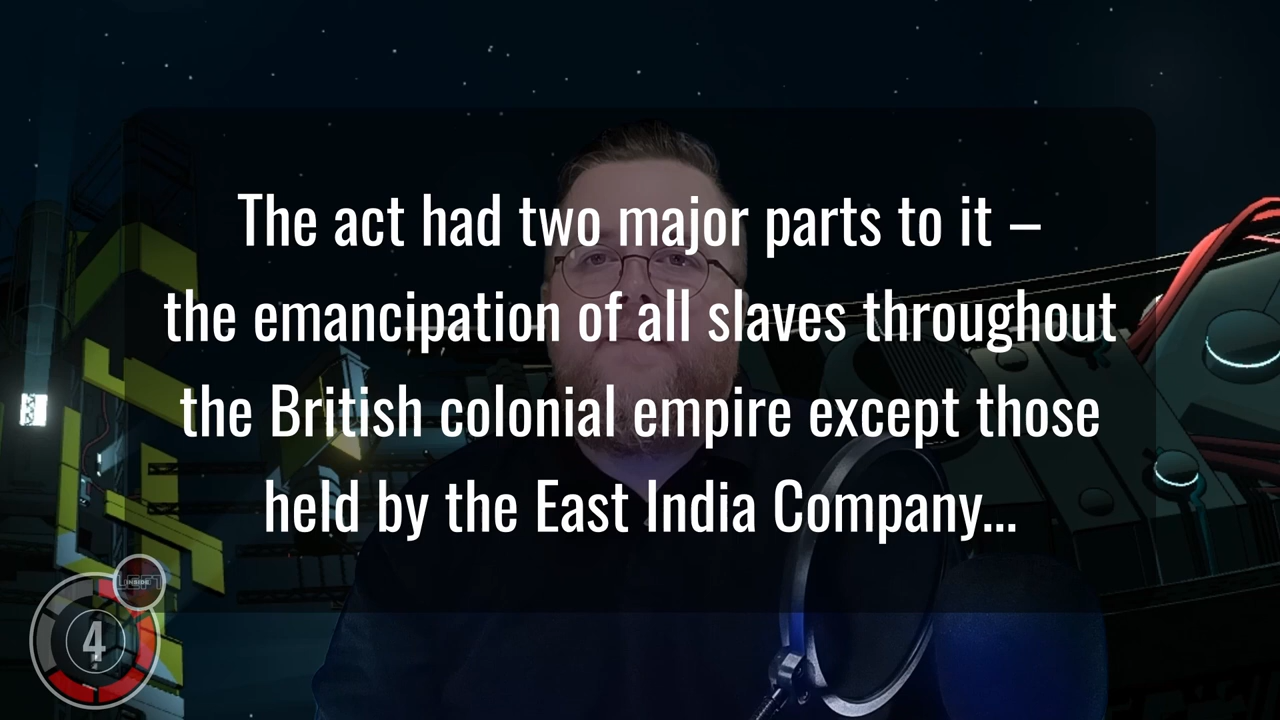 The act had two major parts to it –
the emancipation of all slaves throughout
the British colonial empire except those
held by the East India Company...
INSIDE
4